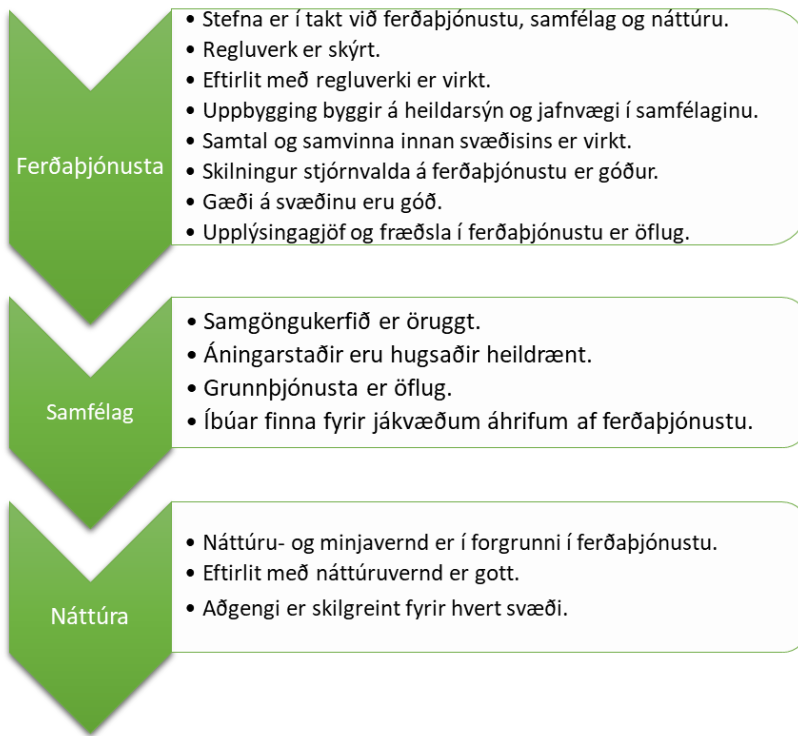 Ferðaþjónusta
• Stefna er í takt við ferðaþjónustu, samfélag og náttúru.
• Regluverk er skýrt.
• Eftirlit með regluverki er virkt.
• Uppbygging byggir á heildarsýn og jafnvægi í samfélaginu.
• Samtal og samvinna innan svæðisins er virkt.
• Skilningur stjórnvalda á ferðaþjónustu er góður.
• Gæði á svæðinu eru góð.
• Upplýsingagjöf og fræðsla í ferðaþjónustu er öflug.
Samfélag
• Samgöngukerfið er öruggt.
• Áningarstaðir eru hugsaðir heildrænt.
• Grunnþjónusta er öflug.
• Íbúar finna fyrir jákvæðum áhrifum af ferðaþjónustu.
Náttúra
• Náttúru- og minjavernd er í forgrunni í ferðaþjónustu.
• Eftirlit með náttúruvernd er gott.
• Aðgengi er skilgreint fyrir hvert svæði.